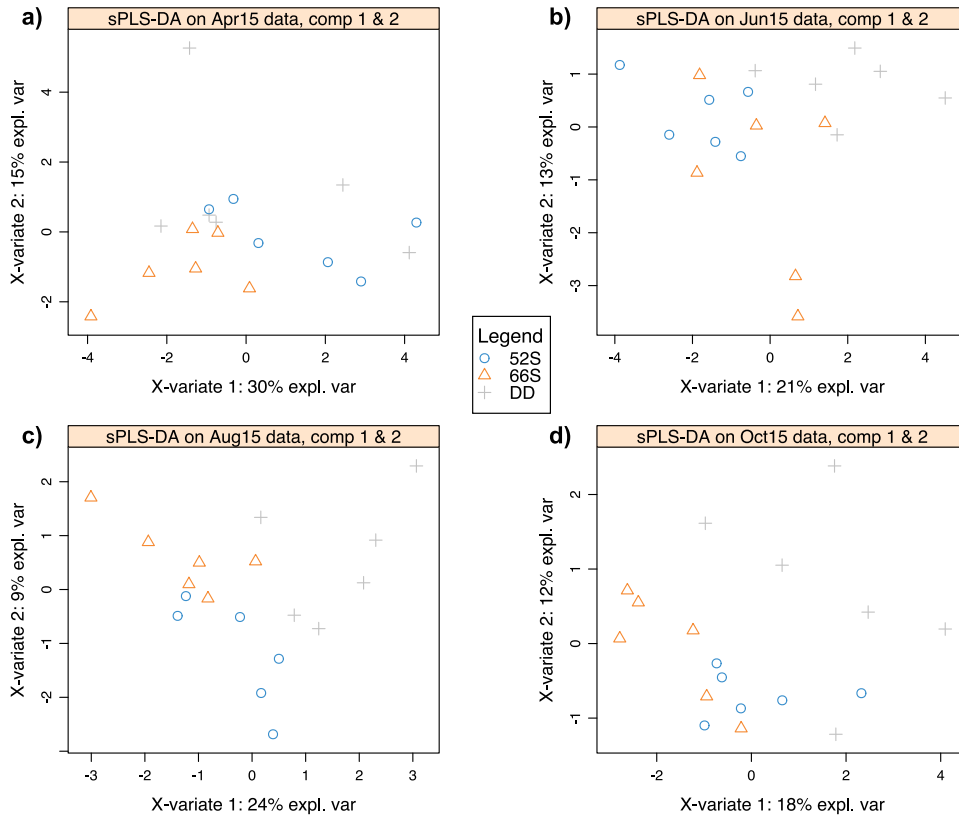 a)
sPLS-DA on Apr15 data, comp 1 & 2
X-variate 2: 15% expl. var
4
2
0
-2
-4
-2
0
2
4
X-variate 1: 30% expl. var
b)
sPLS-DA on Jun15 data, comp 1 & 2
X-variate 2: 13% expl. var
1
0
-1
-3
-4
-2
0
2
4
X-variate 1: 21% expl. var
Legend
52S
66S
DD
c)
sPLS-DA on Aug15 data, comp 1 & 2
X-variate 2: 9% expl. var
2
1
0
-1
-2
-3
-2
-1
0
1
2
3
X-variate 1: 24% expl. var
d)
sPLS-DA on Oct15 data, comp 1 & 2
X-variate 2: 12% expl. var
2
1
0
-1
-2
0
2
4
X-variate 1: 18% expl. var